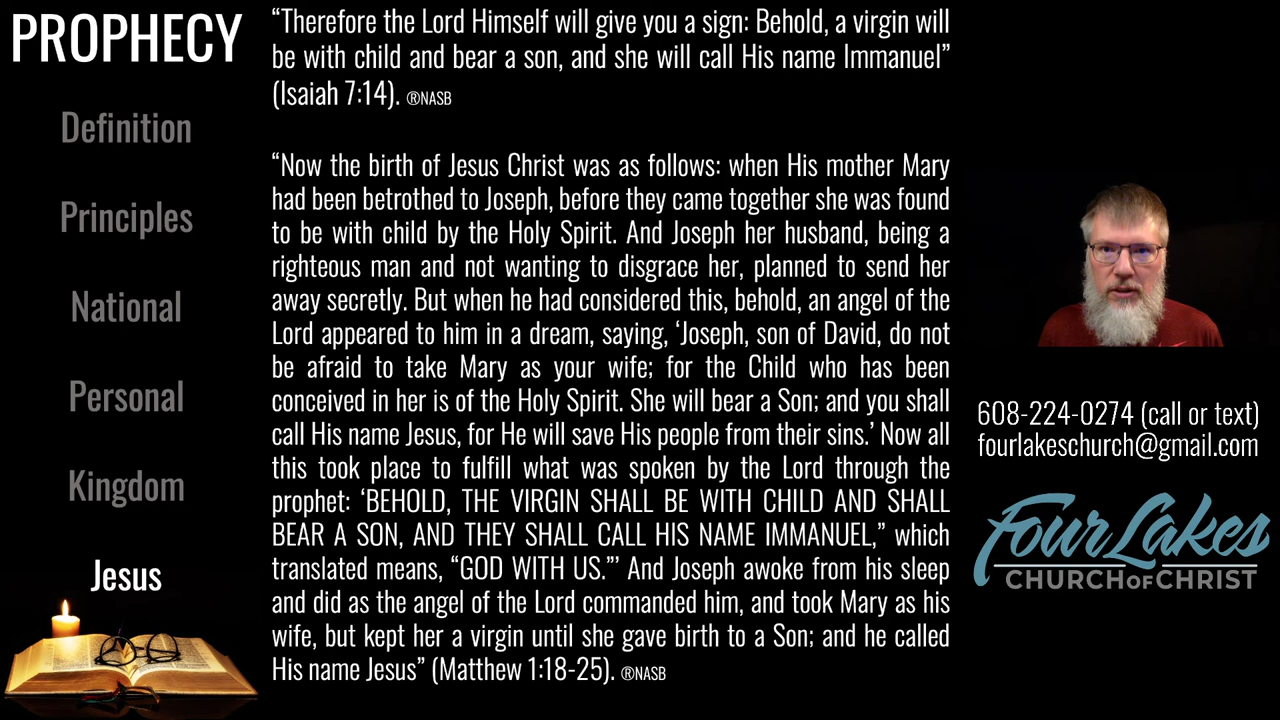 PROPHECY
Definition
Principles
National
Personal
Kingdom
Jesus
“Therefore the Lord Himself will give you a sign: Behold, a virgin will
be with child and bear a son, and she will call His name Immanuel”
(Isaiah 7:14). ®NASB
“Now the birth of Jesus Christ was as follows: when His mother Mary
had been betrothed to Joseph, before they came together she was found
to be with child by the Holy Spirit. And Joseph her husband, being a
righteous man and not wanting to disgrace her, planned to send her
away secretly. But when he had considered this, behold, an angel of the
Lord appeared to him in a dream, saying, ‘Joseph, son of David, do not
be afraid to take Mary as your wife; for the Child who has been
conceived in her is of the Holy Spirit. She will bear a Son; and you shall
call His name Jesus, for He will save His people from their sins.’ Now all
this took place to fulfill what was spoken by the Lord through the
prophet: ‘BEHOLD, THE VIRGIN SHALL BE WITH CHILD AND SHALL
BEAR A SON, AND THEY SHALL CALL HIS NAME IMMANUEL,” which
translated means, “GOD WITH US.”’ And Joseph awoke from his sleep
and did as the angel of the Lord commanded him, and took Mary as his
wife, but kept her a virgin until she gave birth to a Son; and he called
His name Jesus” (Matthew 1:18-25). ®NASB
608-224-0274 (call or text)
fourlakeschurch@gmail.com
Four Lakes
CHURCH OF CHRIST